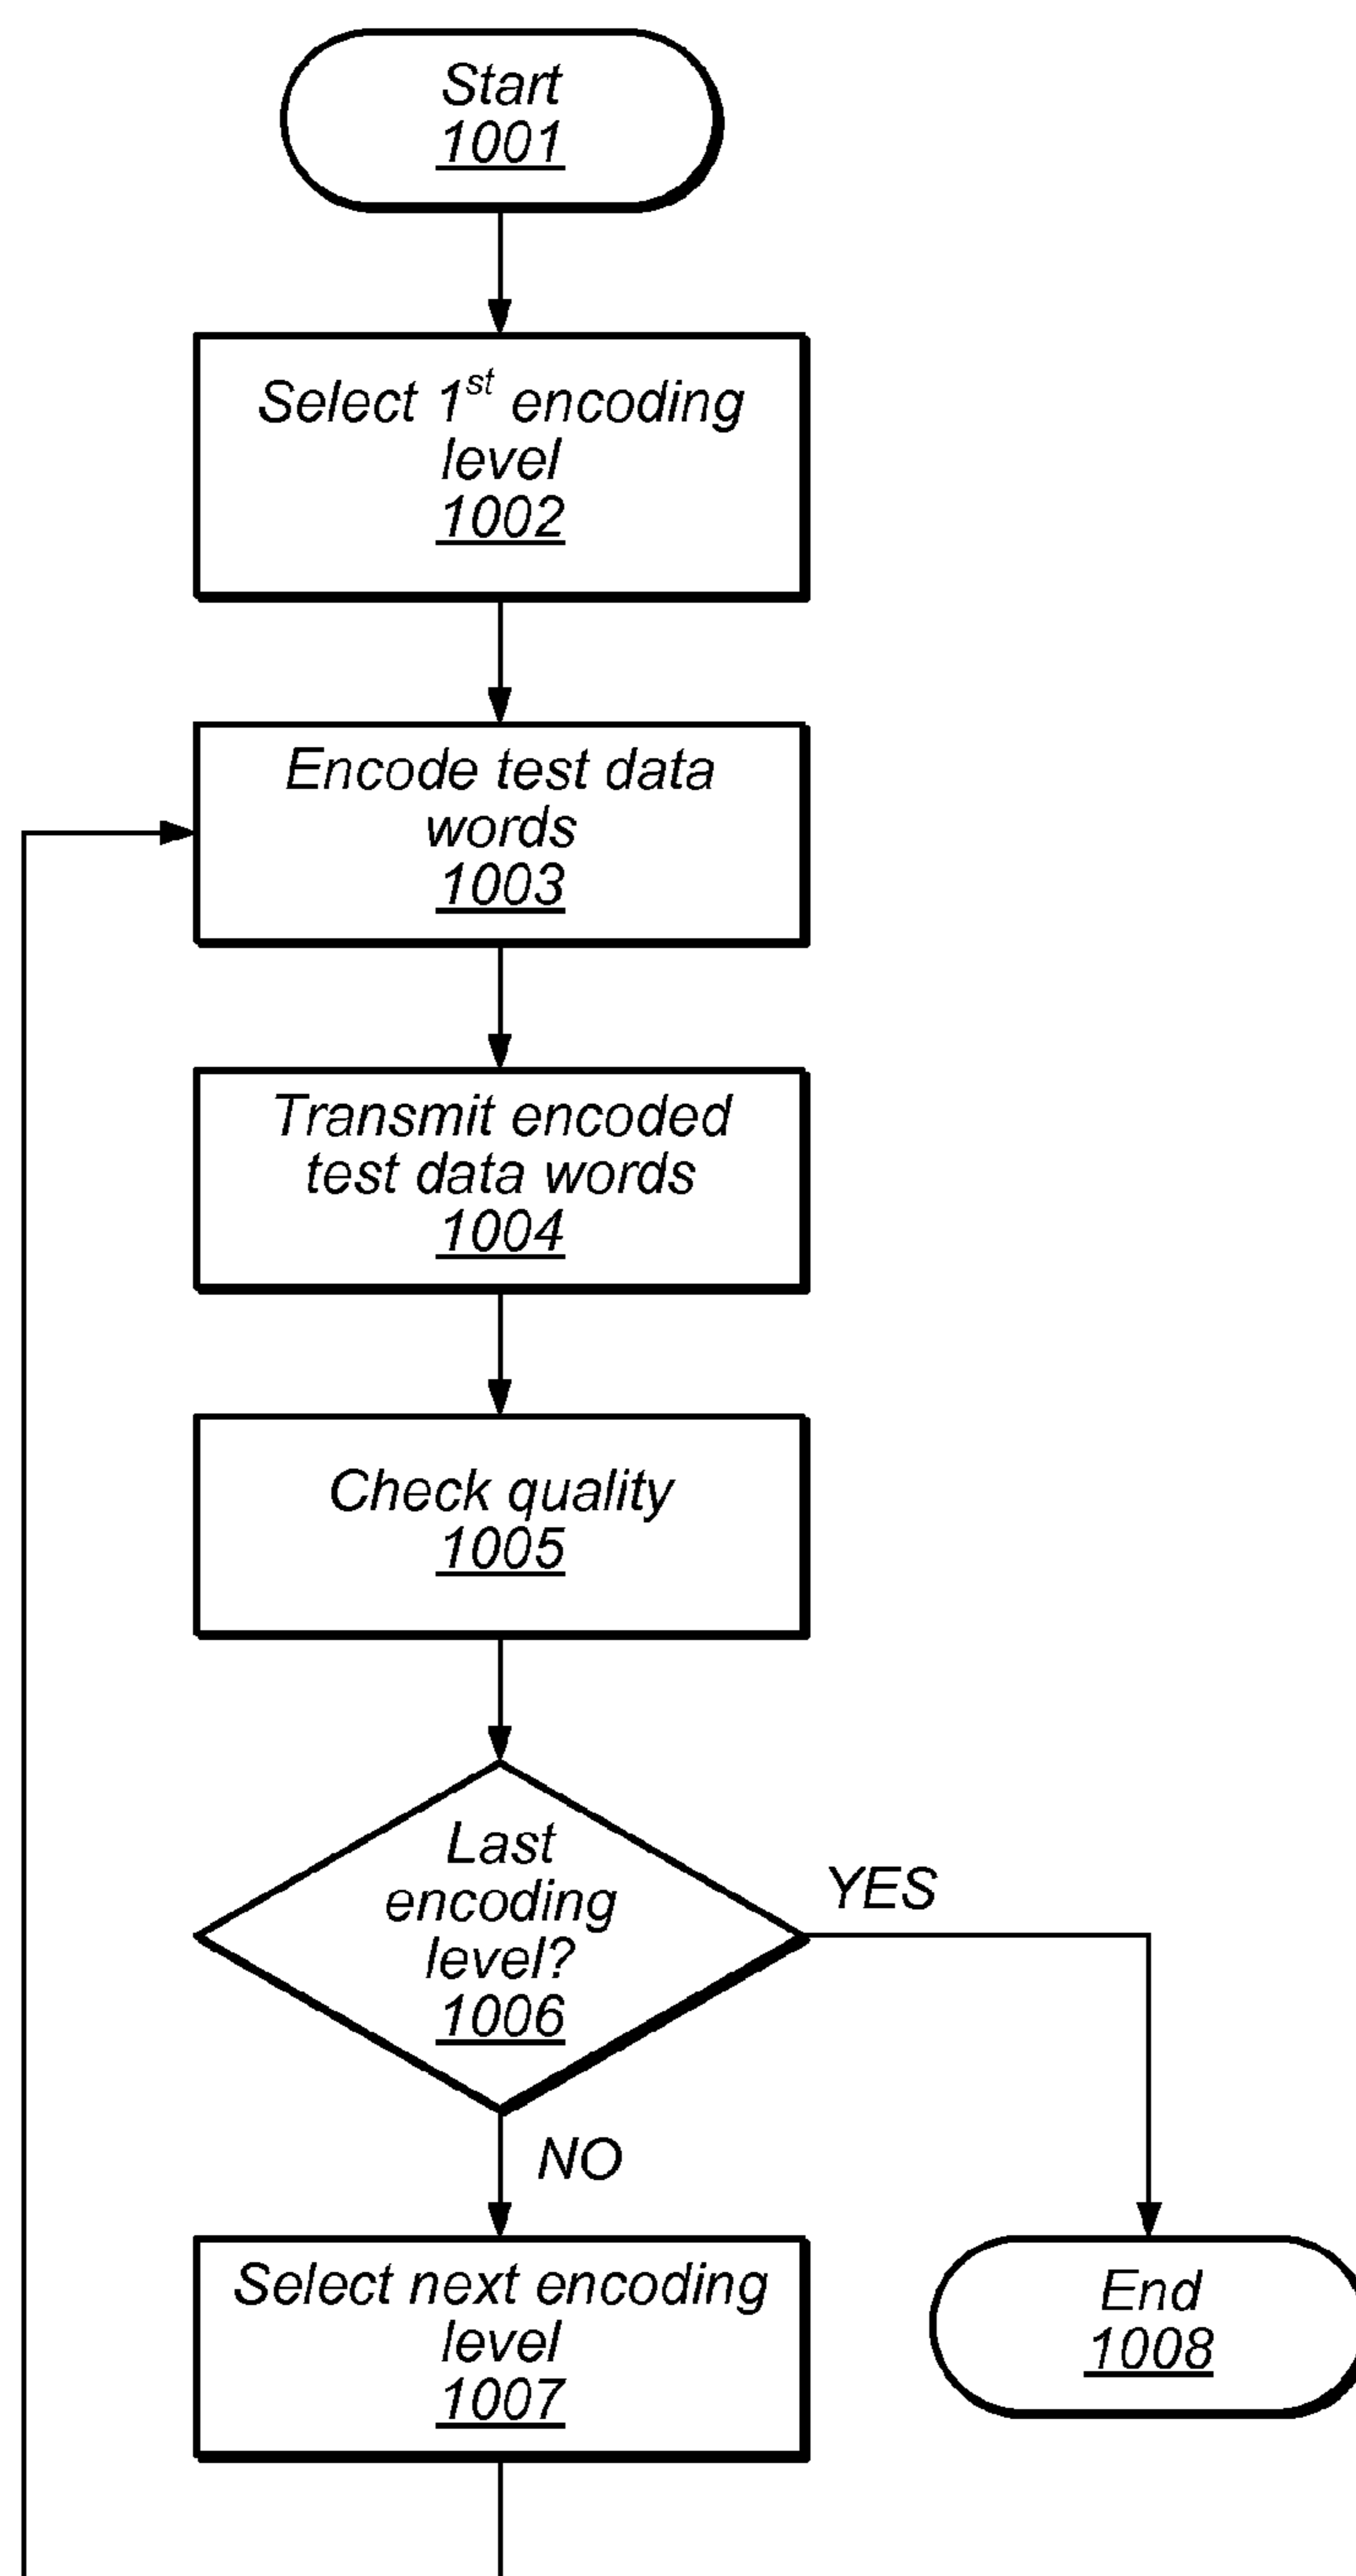 Start
1001
Select 1st encoding
level
1002
Encode test data
words
1003
Transmit encoded
test data words
1004
Check quality
1005
Last
encoding
level?
1006
YES
NO
Select next encoding
level
1007
End
1008